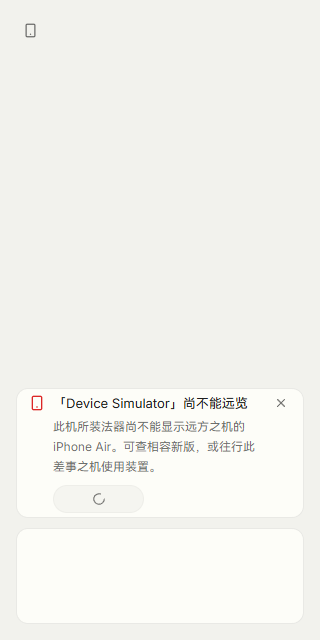 「Device Simulator」尚不能远览
此机所装法器尚不能显示远方之机的
iPhone Air。可查相容新版，或往行此
差事之机使用装置。